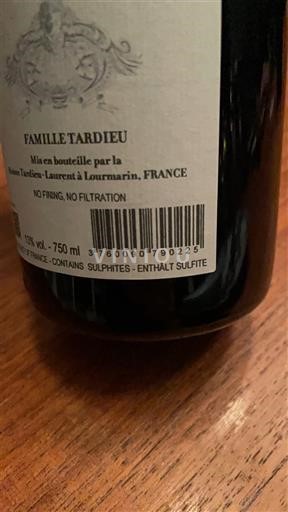 FAMILLE TARDIEU
Mis en bouteille par la
Tardieu-Laurent à Lourmarin, FRANCE
NO FINING, NO FILTRATION
13% vol. - 750 ml
3760060790225
OF FRANCE - CONTAINS SULPHITES - ENTHALT SULFITE
VINICO